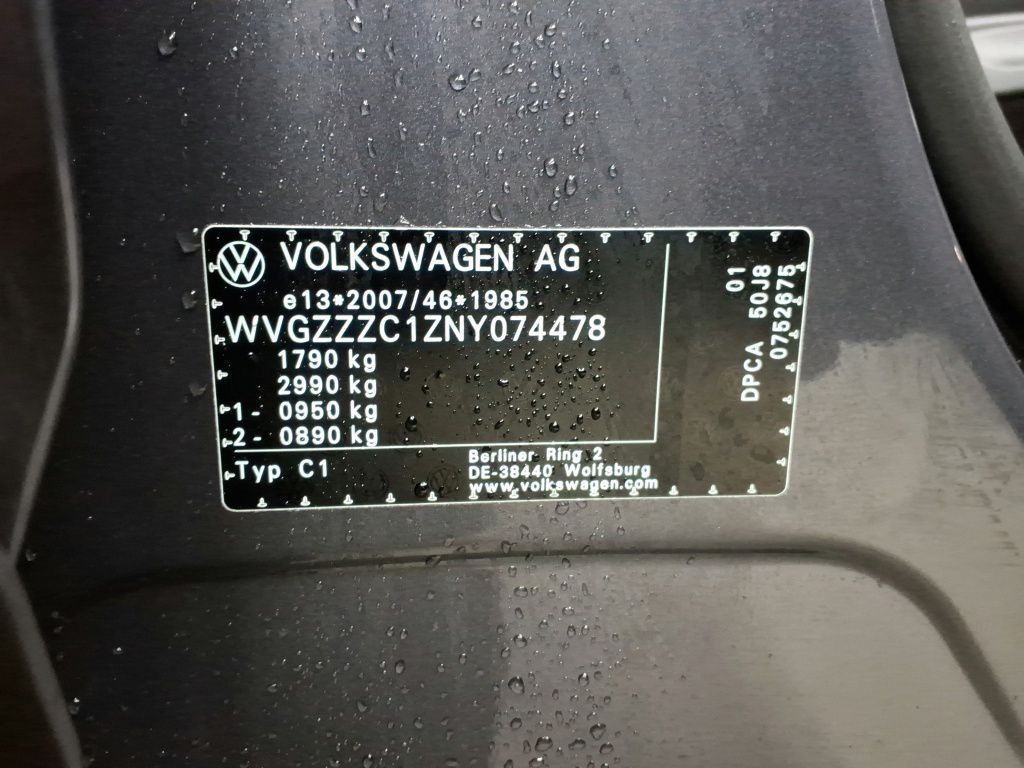 VOLKSWAGEN AG
e13*2007/46*1985
WVGZZZC1ZNY074478
1790 kg
2990 kg
1- 0950 kg
2- 0890 kg
Typ C1
Berliner Ring 2
DE-38440 Wolfsburg
www.volkswagen.com
01
DPCA 50J8
0752675